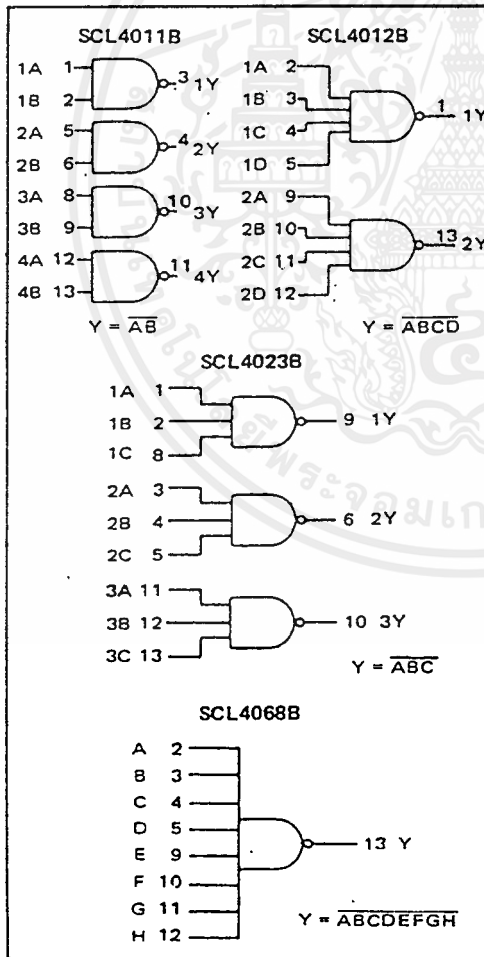 SCL4011B
1A 1
1B 2
3 1Y
2A 5
2B 6
4 2Y
3A 8
3B 9
10 3Y
4A 12
4B 13
11 4Y
Y = \overline{AB}
SCL4012B
1A 2
1B 3
1C 4
1D 5
1 1Y
2A 9
2B 10
2C 11
2D 12
13 2Y
Y = \overline{ABCD}
SCL4023B
1A 1
1B 2
1C 8
9 1Y
2A 3
2B 4
2C 5
6 2Y
3A 11
3B 12
3C 13
10 3Y
Y = \overline{ABC}
SCL4068B
A 2
B 3
C 4
D 5
E 9
F 10
G 11
H 12
13 Y
Y = \overline{ABCDEFGH}